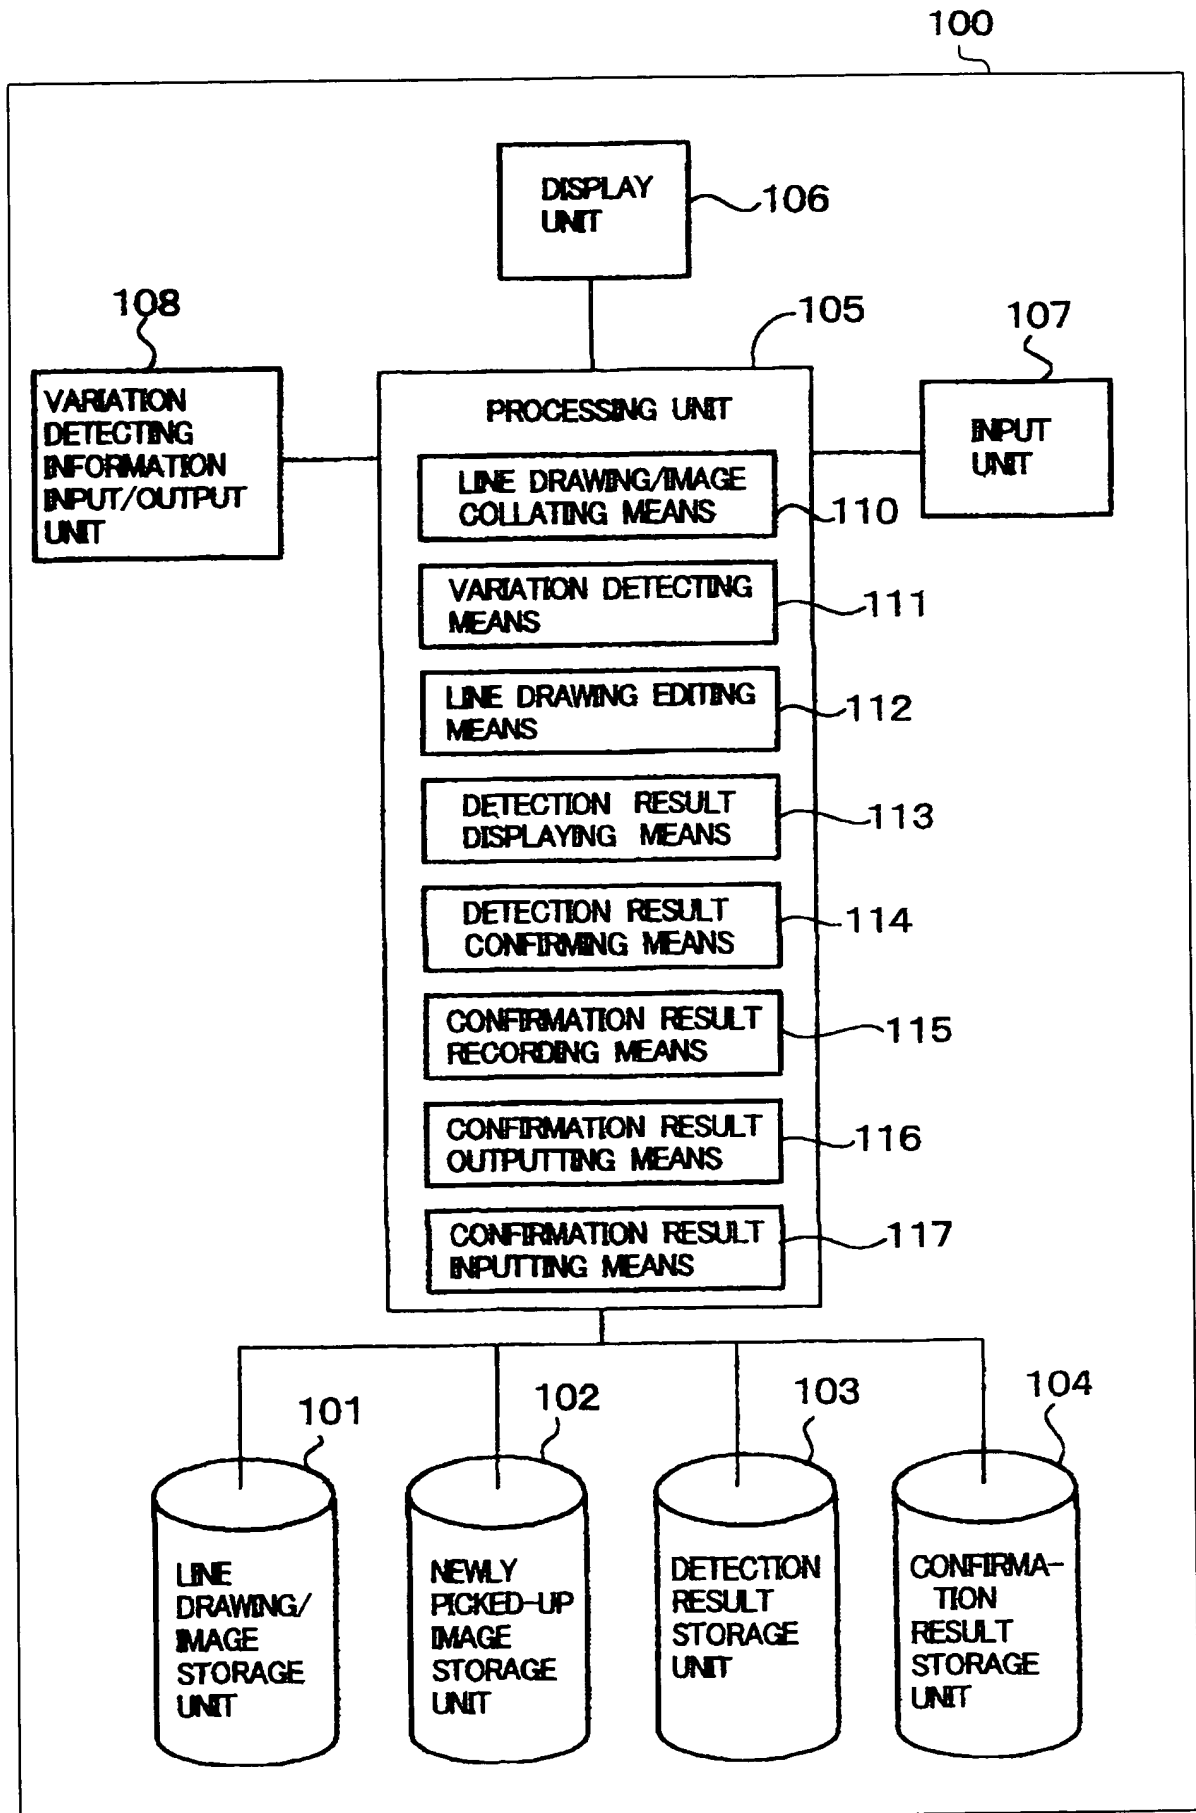 100
DISPLAY
UNIT
106
108
105
107
VARIATION
DETECTING
INFORMATION
INPUT/OUTPUT
UNIT
PROCESSING UNIT
INPUT
UNIT
LINE DRAWING/IMAGE
COLLATING MEANS
110
VARIATION DETECTING
MEANS
111
LINE DRAWING EDITING
MEANS
112
DETECTION RESULT
DISPLAYING MEANS
113
DETECTION RESULT
CONFIRMING MEANS
114
CONFIRMATION RESULT
RECORDING MEANS
115
CONFIRMATION RESULT
OUTPUTTING MEANS
116
CONFIRMATION RESULT
INPUTTING MEANS
117
101
102
103
104
LINE
DRAWING/
IMAGE
STORAGE
UNIT
NEWLY
PICKED-UP
IMAGE
STORAGE
UNIT
DETECTION
RESULT
STORAGE
UNIT
CONFIRMA-
TION
RESULT
STORAGE
UNIT